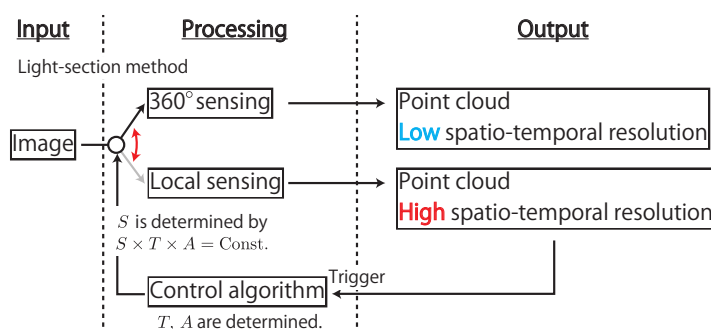 Input
Processing
Output
Light-section method
360° sensing
Point cloud
Low spatio-temporal resolution
Image
Local sensing
Point cloud
High spatio-temporal resolution
S is determined by
S × T × A = Const.
Trigger
Control algorithm
T, A are determined.